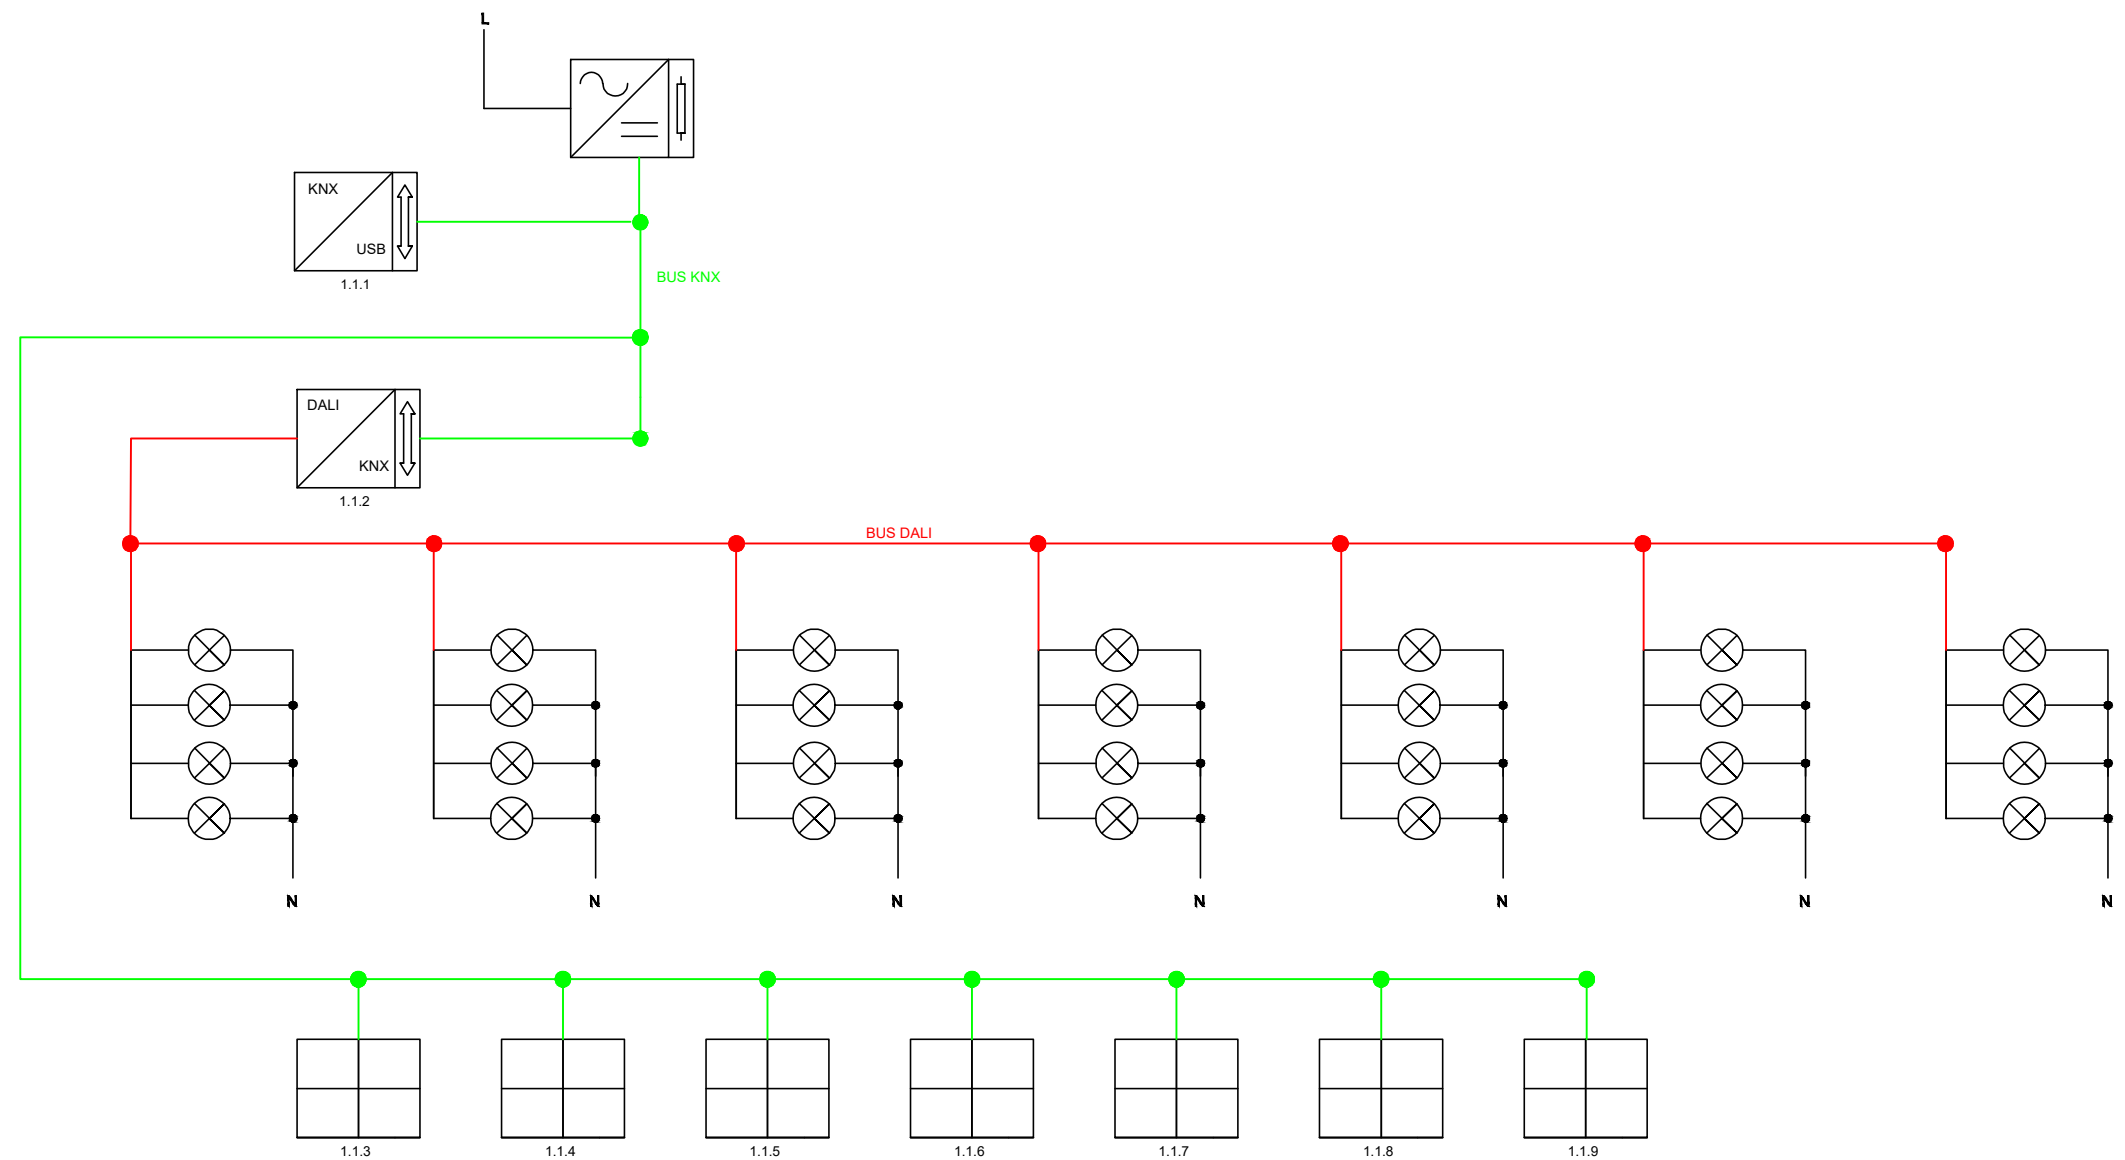 L
KNX
USB
1.1.1
BUS KNX
DALI
KNX
1.1.2
BUS DALI
N
N
N
N
N
N
N
1.1.3
1.1.4
1.1.5
1.1.6
1.1.7
1.1.8
1.1.9